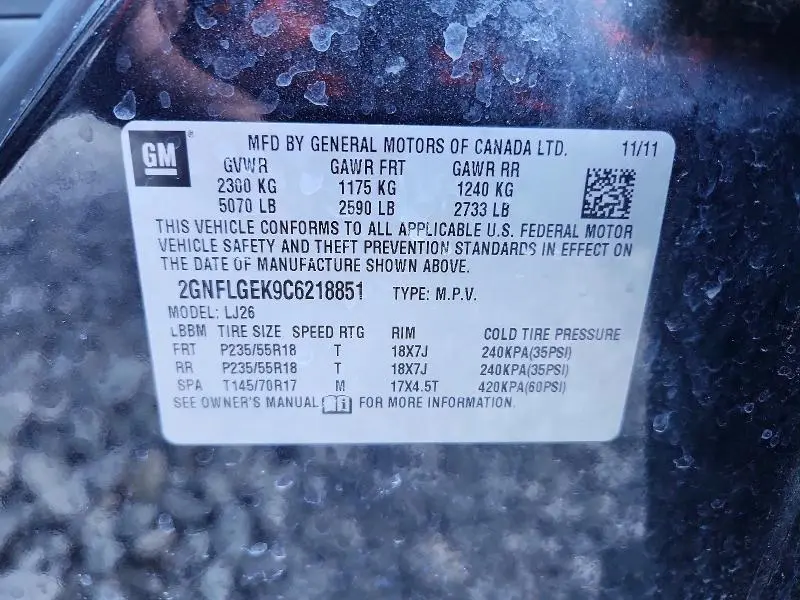 GM MFD BY GENERAL MOTORS OF CANADA LTD. 11/11
GVWR GAWR FRT GAWR RR
2300 KG 1175 KG 1240 KG
5070 LB 2590 LB 2733 LB
THIS VEHICLE CONFORMS TO ALL APPLICABLE U.S. FEDERAL MOTOR
VEHICLE SAFETY AND THEFT PREVENTION STANDARDS IN EFFECT ON
THE DATE OF MANUFACTURE SHOWN ABOVE.
2GNFLGEK9C6218851 TYPE: M.P.V.
MODEL: LJ26
LBBM TIRE SIZE SPEED RTG RIM COLD TIRE PRESSURE
FRT P235/55R18 T 18X7J 240KPA(35PSI)
RR P235/55R18 T 18X7J 240KPA(35PSI)
SPA T145/70R17 M 17X4.5T 420KPA(60PSI)
SEE OWNER'S MANUAL i FOR MORE INFORMATION.